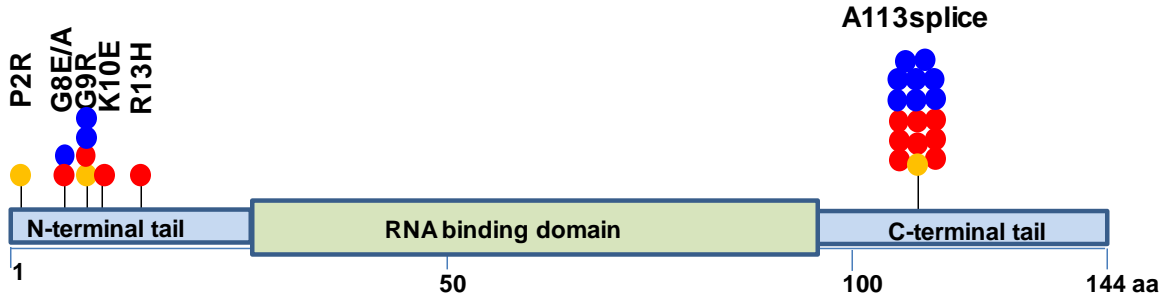 A113splice
P2R
G8E/A
G9R
K10E
R13H
N-terminal tail
RNA binding domain
C-terminal tail
1
50
100
144 aa